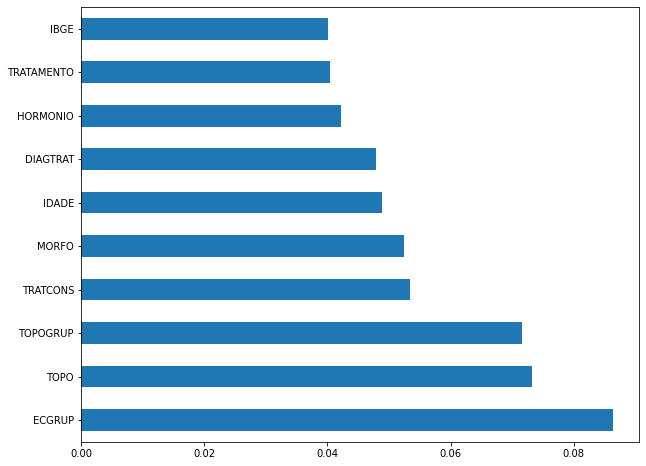 IBGE
TRATAMENTO
HORMONIO
DIAGTRAT
IDADE
MORFO
TRATCONS
TOPOGRUP
TOPO
ECGRUP
0.00 0.02 0.04 0.06 0.08